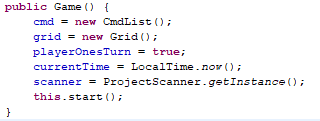 public Game() {
cmd = new CmdList();
grid = new Grid();
playerOnesTurn = true;
currentTime = LocalTime.now();
scanner = ProjectScanner.getInstance();
this.start();
}